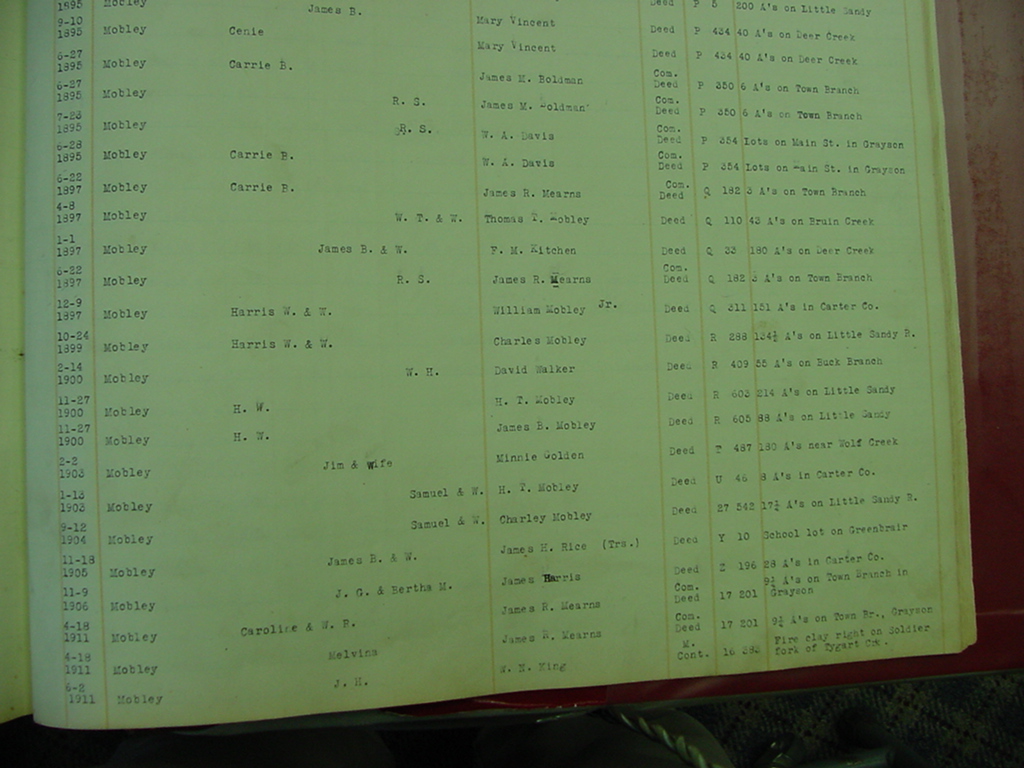 Deed P 5 200 A's on Little Sandy
1895 Mobley James B. Mary Vincent Deed P 434 40 A's on Deer Creek
9-10
1895 Mobley Cenie Mary Vincent Deed P 434 40 A's on Deer Creek
6-27 Com.
1895 Mobley Carrie B. James M. Boldman Deed P 350 6 A's on Town Branch
6-27 Com.
1895 Mobley R. S. James M. Boldman Deed P 350 6 A's on Town Branch
7-23 Com.
1895 Mobley R. S. W. A. Davis Deed P 354 Lots on Main St. in Grayson
6-28 Com.
1895 Mobley Carrie B. W. A. Davis Deed P 354 Lots on Main St. in Grayson
6-22 Com.
1897 Mobley Carrie B. James R. Mearns Deed Q 182 3 A's on Town Branch
4-8
1897 Mobley W. T. & W. Thomas T. Mobley Deed Q 110 43 A's on Bruin Creek
1-1
1897 Mobley James B. & W. F. M. Kitchen Deed Q 33 180 A's on Deer Creek
6-22 Com.
1897 Mobley R. S. James R. Mearns Deed Q 182 3 A's on Town Branch
12-9
1897 Mobley Harris W. & W. William Mobley Jr. Deed Q 311 151 A's in Carter Co.
10-24
1899 Mobley Harris W. & W. Charles Mobley Deed R 288 134½ A's on Little Sandy R.
2-14
1900 Mobley W. H. David Walker Deed R 409 55 A's on Buck Branch
11-27
1900 Mobley H. W. H. T. Mobley Deed R 603 214 A's on Little Sandy
11-27
1900 Mobley H. W. James B. Mobley Deed R 605 88 A's on Little Sandy
2-2
1903 Mobley Jim & Wife Minnie Golden Deed T 487 180 A's near Wolf Creek
1-13
1903 Mobley Samuel & W. H. T. Mobley Deed U 46 8 A's in Carter Co.
9-12
1904 Mobley Samuel & W. Charley Mobley Deed 27 542 17½ A's on Little Sandy R.
11-18
1905 Mobley James B. & W. James H. Rice (Trs.) Deed Y 10 School lot on Greenbrair
11-9
1906 Mobley J. G. & Bertha M. James Harris Deed Z 196 28 A's in Carter Co.
4-18 Com. 9¾ A's on Town Branch in
1911 Mobley Caroline & W. P. James R. Mearns Deed 17 201 Grayson
4-18 Com.
1911 Mobley Melvina James R. Mearns Deed 17 201 9¾ A's on Town Br., Grayson
6-2 M. Fire clay right on Soldier
1911 Mobley J. H. W. N. King Cont. 16 383 fork of Tygart Crk.